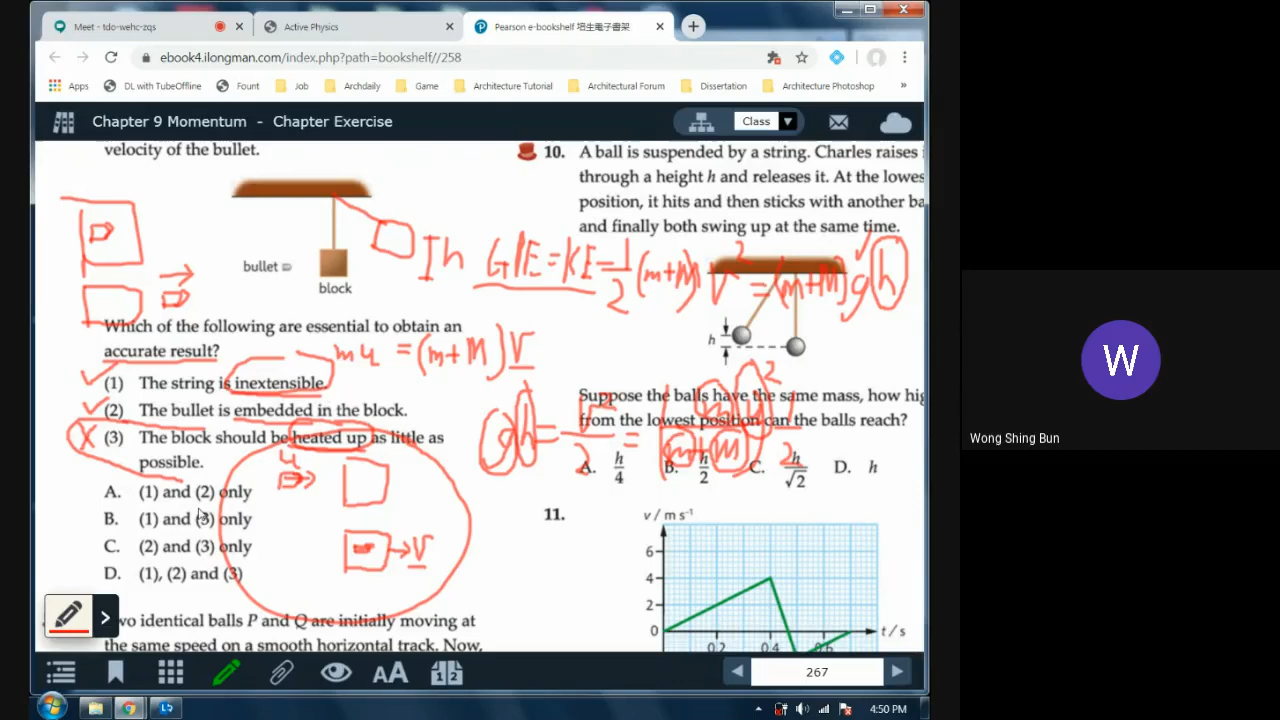 Meet - tdo-wehc-zqs
Active Physics
Pearson e-bookshelf 培生電子書架
ebook4.ilongman.com/index.php?path=bookshelf//258
Apps DL with TubeOffline Fount Job Archdaily Game Architecture Tutorial Architectural Forum Dissertation Architecture Photoshop »
Chapter 9 Momentum - Chapter Exercise
Class
velocity of the bullet.
bullet
block
h GPE = KE = 1/2 (m+M) V² = (m+M) g h
Which of the following are essential to obtain an
accurate result?
mu = (m+M) V
(1) The string is inextensible.
(2) The bullet is embedded in the block.
(3) The block should be heated up as little as
possible.
u
V
A. (1) and (2) only
B. (1) and (3) only
C. (2) and (3) only
D. (1), (2) and (3)
Two identical balls P and Q are initially moving at
the same speed on a smooth horizontal track. Now,
10. A ball is suspended by a string. Charles raises i
through a height h and releases it. At the lowes
position, it hits and then sticks with another ba
and finally both swing up at the same time.
h
Suppose the balls have the same mass, how hig
from the lowest position can the balls reach?
A. h/4 B. h/2 C. h/√2 D. h
11.
v / m s⁻¹
6
4
2
0
0.2 0.4 0.6
t / s
267
W
Wong Shing Bun
4:50 PM